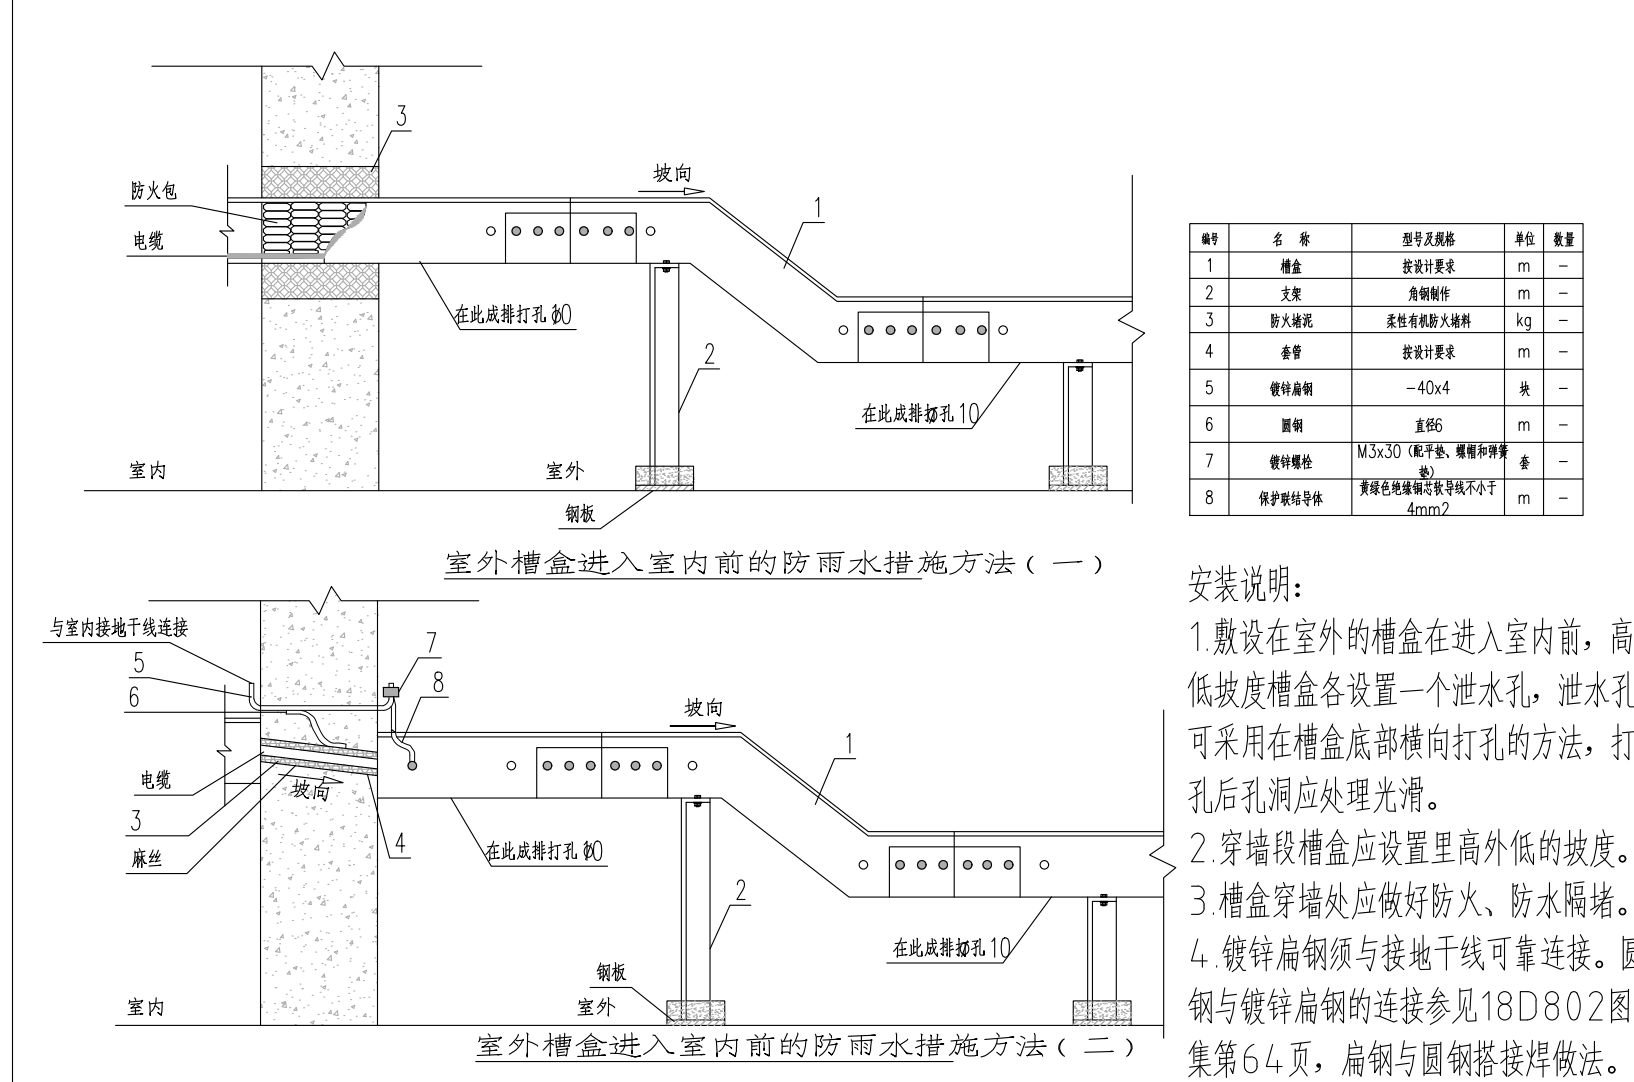 3
坡向
防火包
1
电缆
在此成排打孔ϕ10
2
在此成排打孔ϕ10
室内
室外
钢板
室外槽盒进入室内前的防雨水措施方法(一)
与室内接地干线连接
5
7
6
8
坡向
1
电缆
坡向
3
4
麻丝
在此成排打孔ϕ10
2
在此成排打孔ϕ10
钢板
室内
室外
室外槽盒进入室内前的防雨水措施方法(二)
编号 名 称 型号及规格 单位 数量
1 槽盒 按设计要求 m －
2 支架 角钢制作 m －
3 防火堵泥 柔性有机防火堵料 kg －
4 套管 按设计要求 m －
5 镀锌扁钢 －40x4 块 －
6 圆钢 直径6 m －
7 镀锌螺栓 M3x30（配平垫、螺帽和弹簧
垫） 套 －
8 保护联结导体 黄绿色绝缘铜芯软导线不小于
4mm2 m －
安装说明：
1.敷设在室外的槽盒在进入室内前，高
低坡度槽盒各设置一个泄水孔，泄水孔
可采用在槽盒底部横向打孔的方法，打
孔后孔洞应处理光滑。
2.穿墙段槽盒应设置里高外低的坡度。
3.槽盒穿墙处应做好防火、防水隔堵。
4.镀锌扁钢须与接地干线可靠连接。圆
钢与镀锌扁钢的连接参见18D802图
集第64页，扁钢与圆钢搭接焊做法。